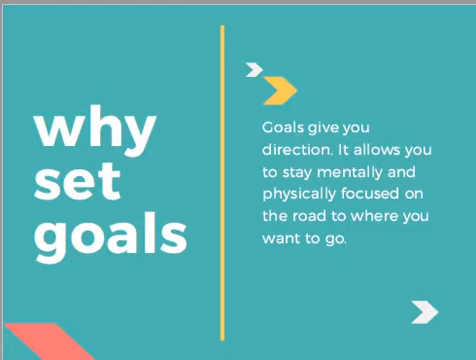 why
set
goals
Goals give you
direction. It allows you
to stay mentally and
physically focused on
the road to where you
want to go.